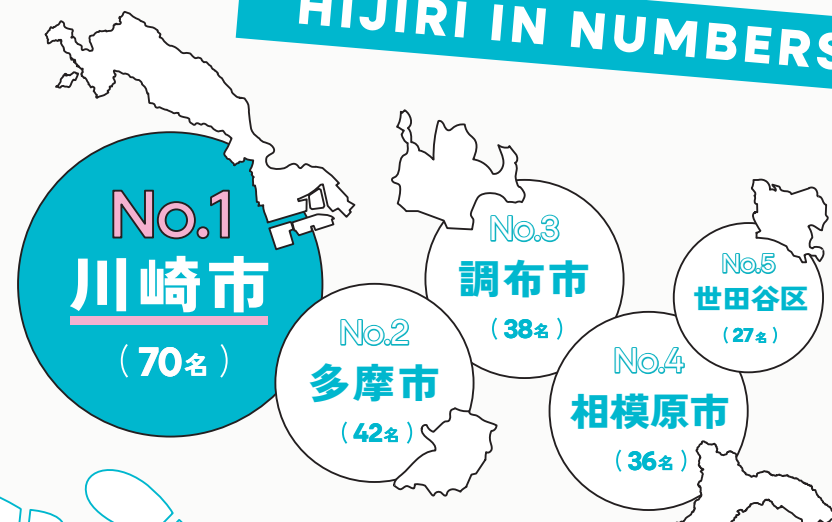 HIJIRI IN NUMBERS
No.1
川崎市
（70名）
No.2
多摩市
（42名）
No.3
調布市
（38名）
No.4
相模原市
（36名）
No.5
世田谷区
（27名）